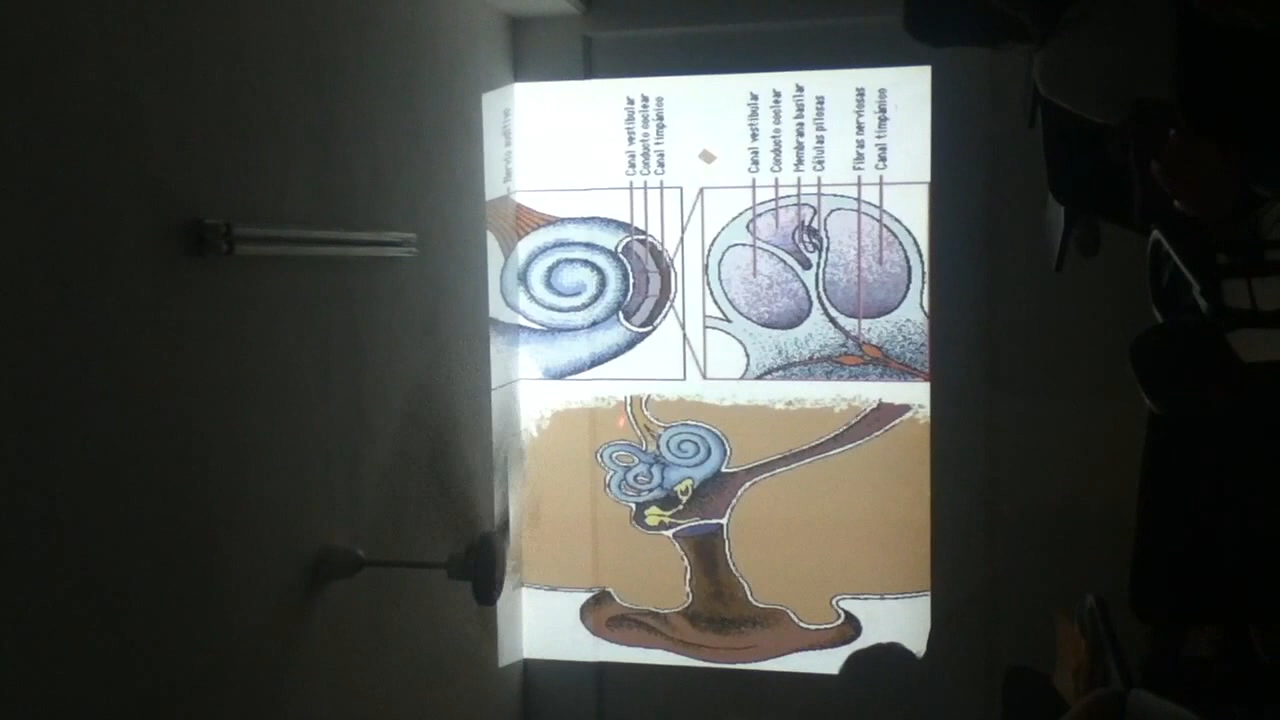 Nervio auditivo
Canal vestibular
Conducto coclear
Canal timpánico
Canal vestibular
Conducto coclear
Membrana basilar
Células pilosas
Fibras nerviosas
Canal timpánico